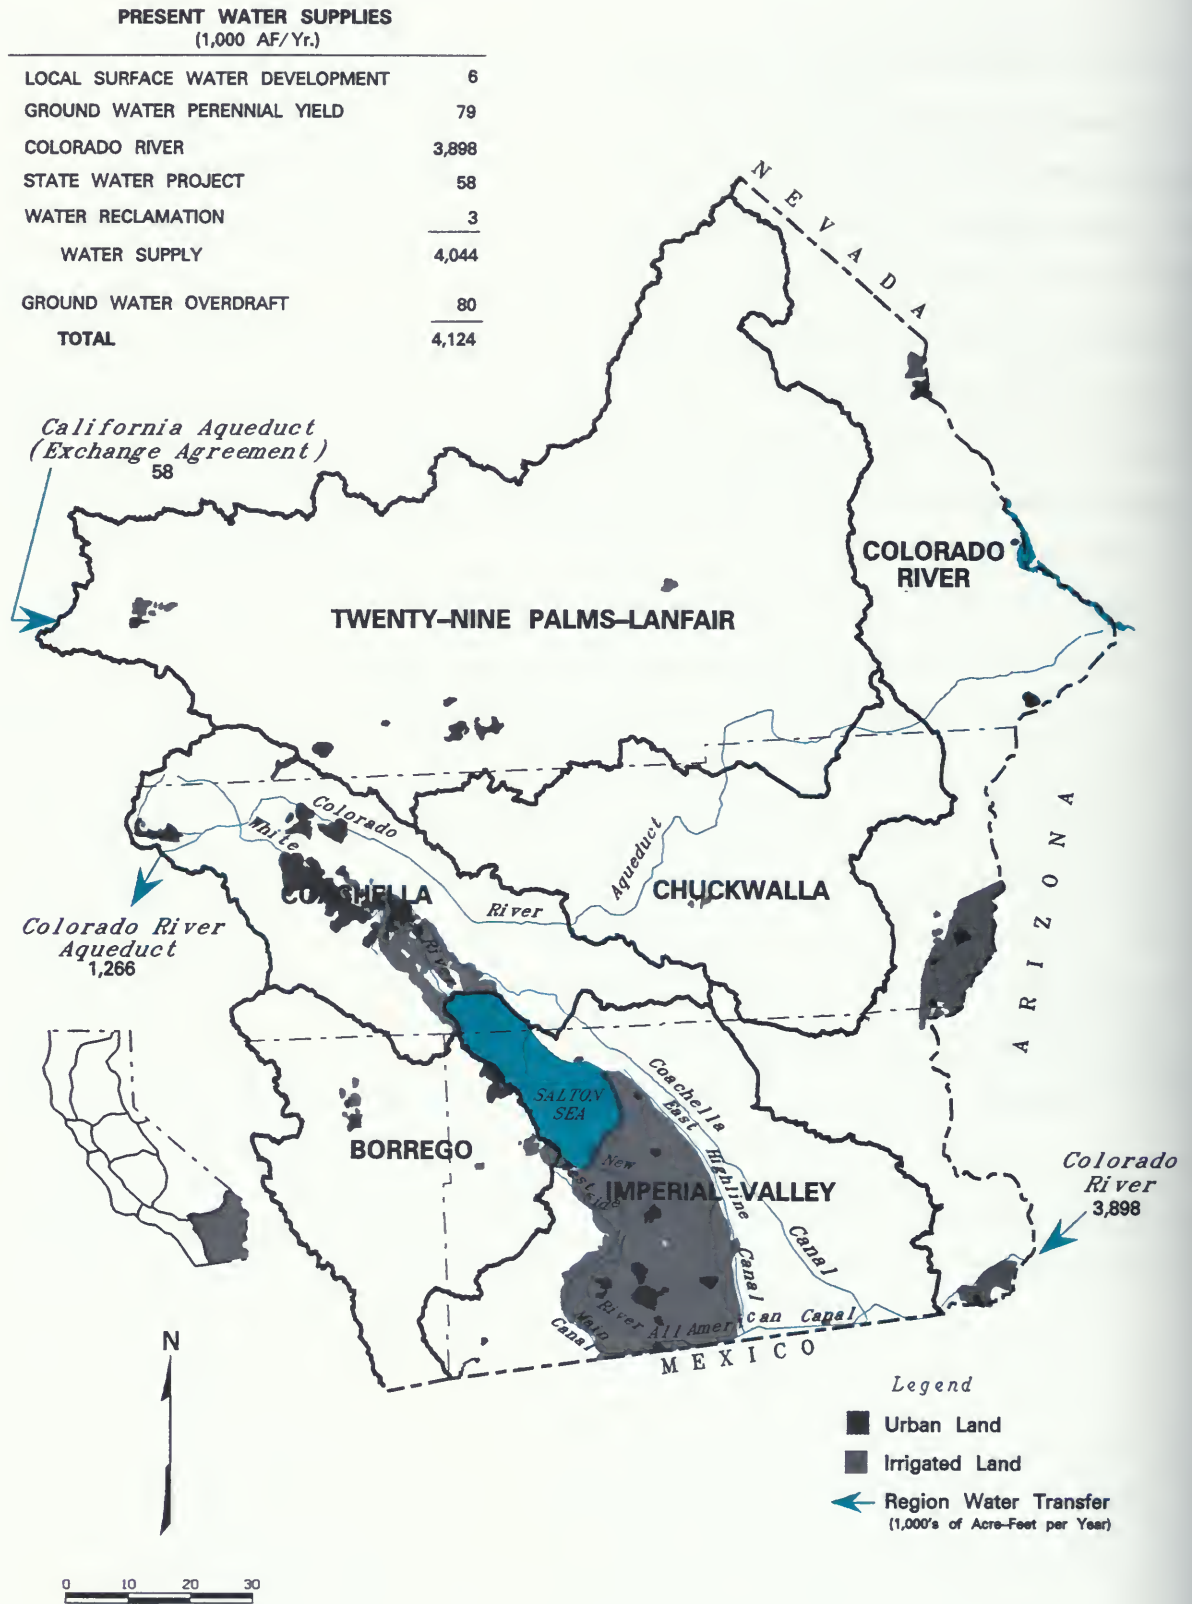 PRESENT WATER SUPPLIES
(1,000 AF/Yr.)
LOCAL SURFACE WATER DEVELOPMENT 6
GROUND WATER PERENNIAL YIELD 79
COLORADO RIVER 3,898
STATE WATER PROJECT 58
WATER RECLAMATION 3
WATER SUPPLY 4,044
GROUND WATER OVERDRAFT 80
TOTAL 4,124
NEVADA
California Aqueduct
(Exchange Agreement)
58
COLORADO
RIVER
TWENTY-NINE PALMS-LANFAIR
ARIZONA
Colorado
River
Aqueduct
White
River
COACHELLA
CHUCKWALLA
Colorado River
Aqueduct
1,266
SALTON
SEA
Coachella
Canal
East Highline
Canal
BORREGO
New
River
IMPERIAL VALLEY
Main
Canal
All American Canal
MEXICO
Colorado
River
3,898
N
Legend
Urban Land
Irrigated Land
Region Water Transfer
(1,000's of Acre-Feet per Year)
0 10 20 30